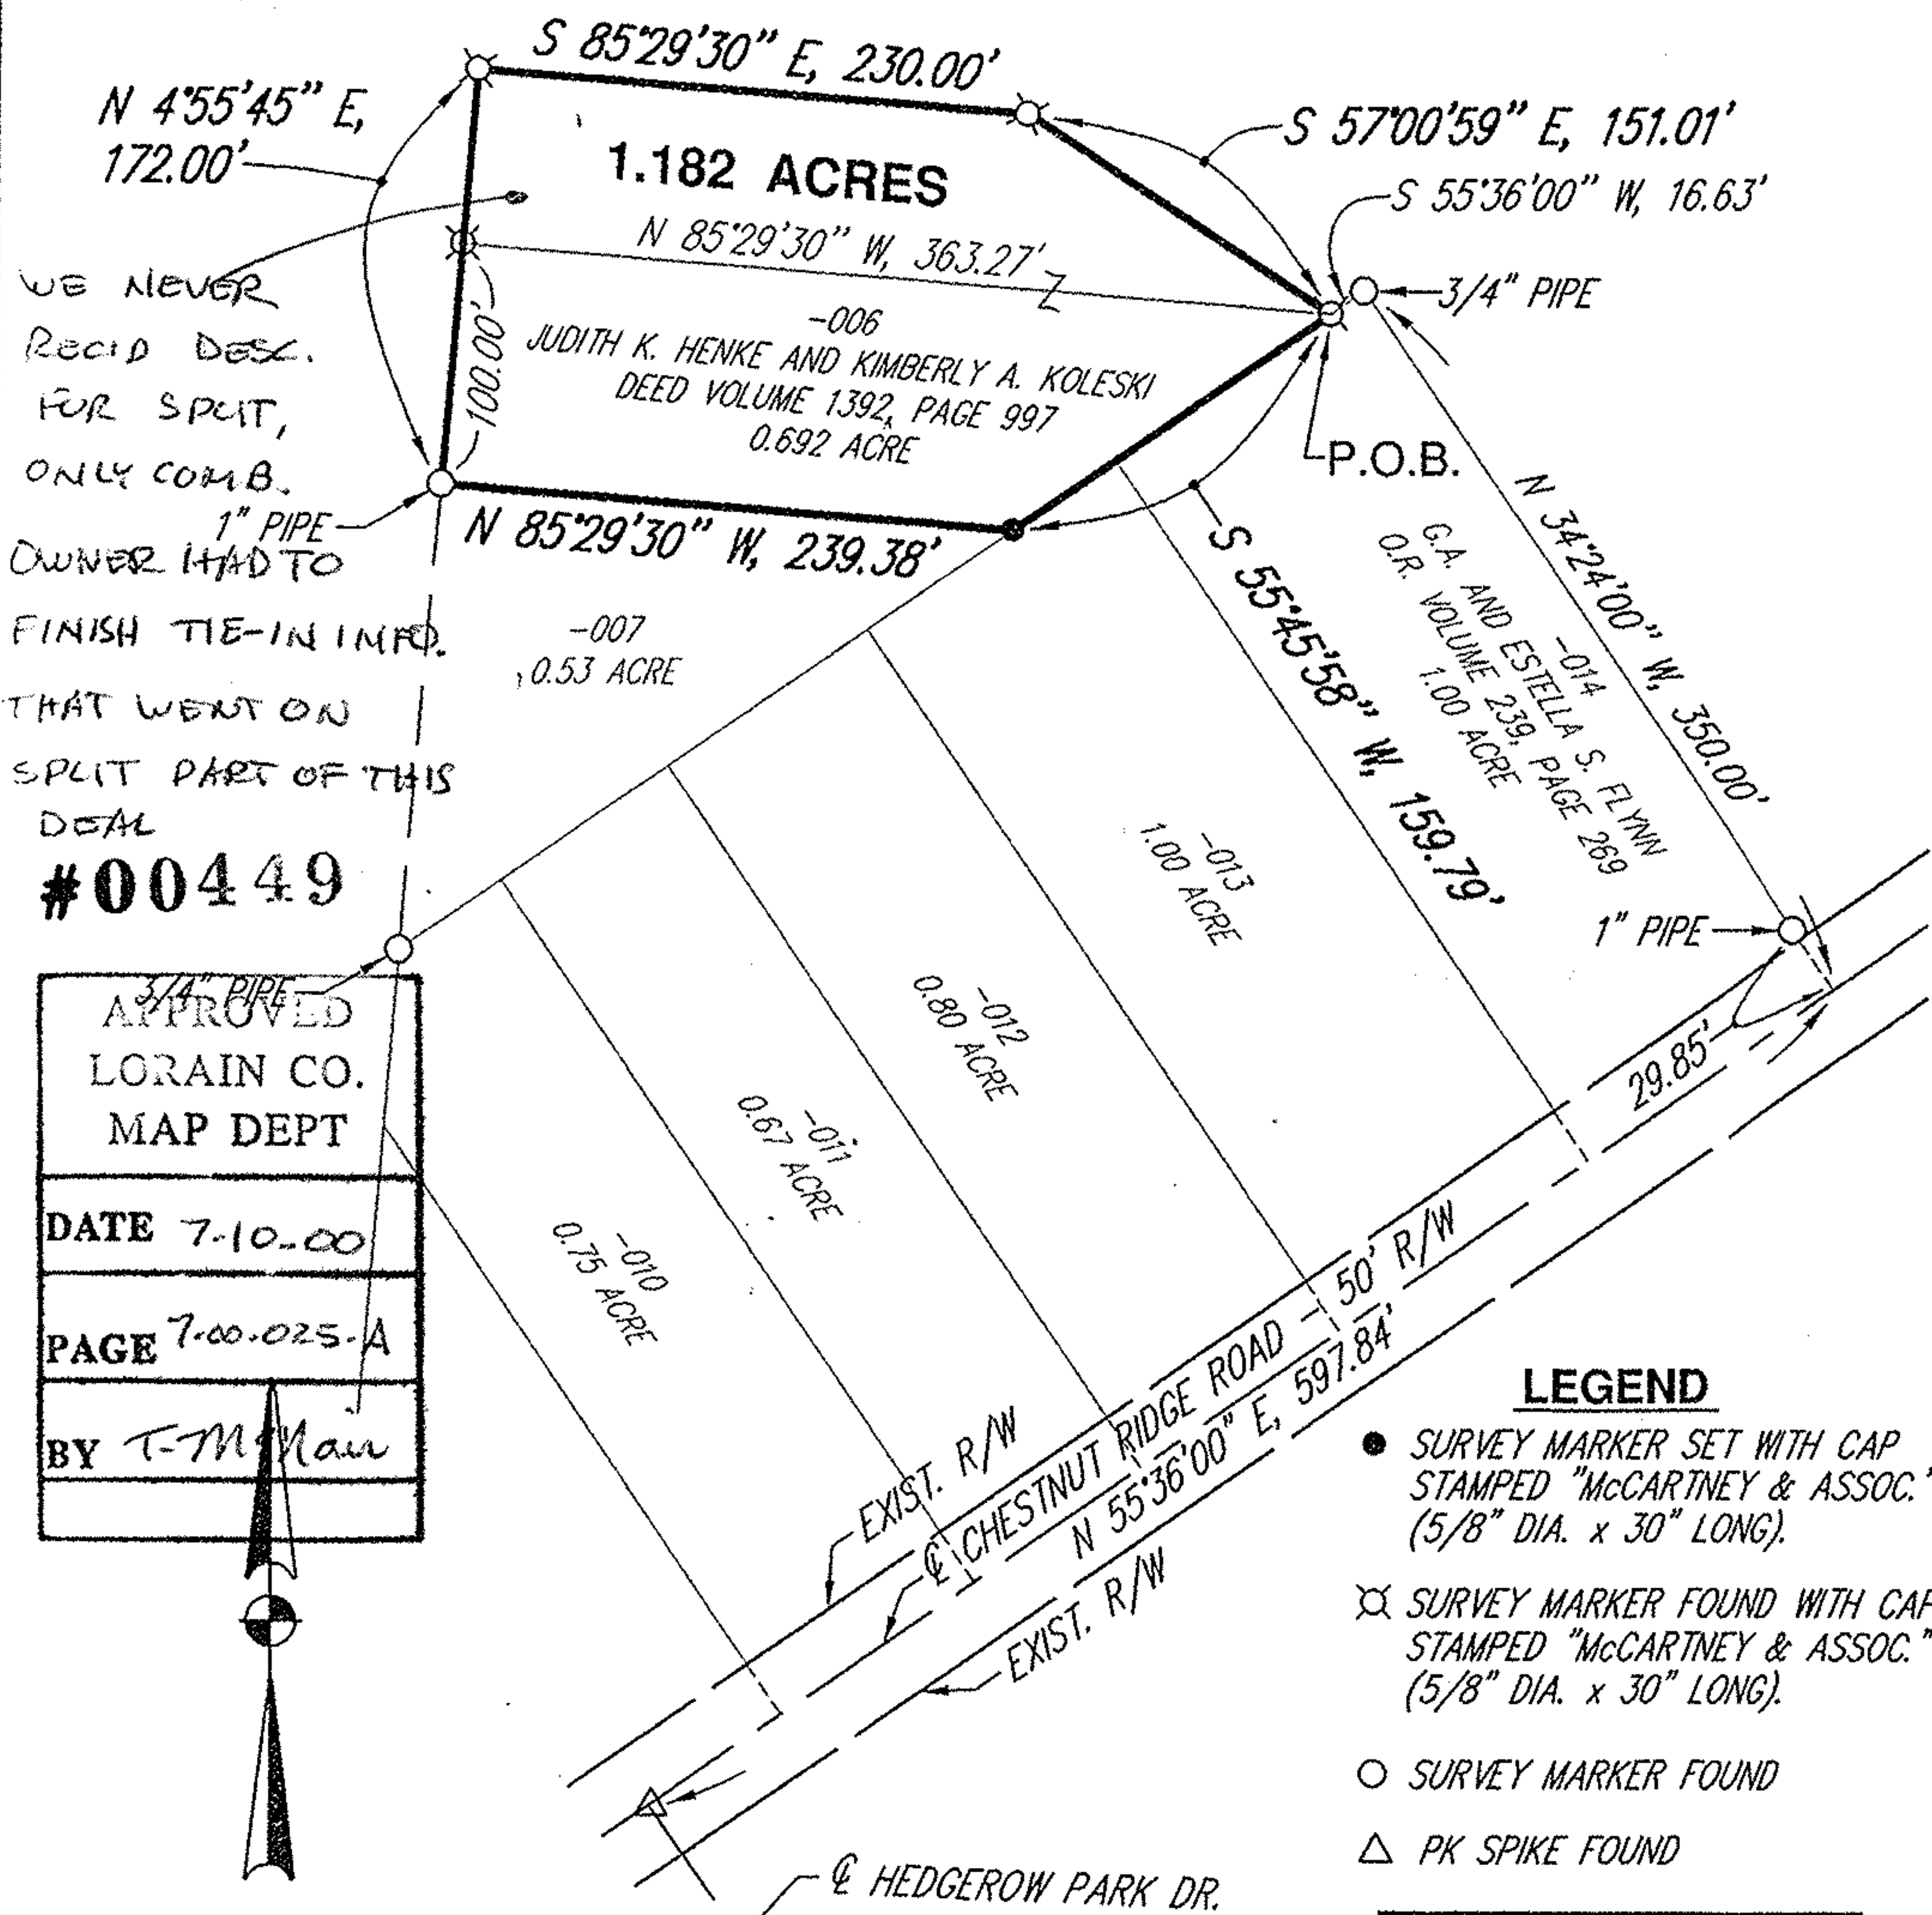 S 85°29'30" E, 230.00'
N 4°55'45" E,
172.00'
S 57°00'59" E, 151.01'
1.182 ACRES
S 55°36'00" W, 16.63'
N 85°29'30" W, 363.27'
3/4" PIPE
WE NEVER
REC'D DESC.
FOR SPLIT,
ONLY COMB.
OWNER HAD TO
FINISH TIE-IN INFO.
THAT WENT ON
SPLIT PART OF THIS
DEAL
100.00'
-006
JUDITH K. HENKE AND KIMBERLY A. KOLESKI
DEED VOLUME 1392, PAGE 997
0.692 ACRE
P.O.B.
1" PIPE
N 85°29'30" W, 239.38'
S 55°45'58" W, 159.79'
N 34°24'00" W, 350.00'
-014
G.A. AND ESTELLA S. FLYNN
O.R. VOLUME 239, PAGE 269
1.00 ACRE
-007
0.53 ACRE
#00449
-013
1.00 ACRE
1" PIPE
3/4" PIPE
APPROVED
LORAIN CO.
MAP DEPT
DATE 7-10-00
PAGE 7-00-025-A
BY
-012
0.80 ACRE
-011
0.67 ACRE
-010
0.75 ACRE
29.85'
EXIST. R/W
℄ CHESTNUT RIDGE ROAD - 50' R/W
N 55°36'00" E, 597.84'
EXIST. R/W
LEGEND
SURVEY MARKER SET WITH CAP
STAMPED "McCARTNEY & ASSOC."
(5/8" DIA. x 30" LONG).
SURVEY MARKER FOUND WITH CAP
STAMPED "McCARTNEY & ASSOC."
(5/8" DIA. x 30" LONG).
SURVEY MARKER FOUND
PK SPIKE FOUND
℄ HEDGEROW PARK DR.